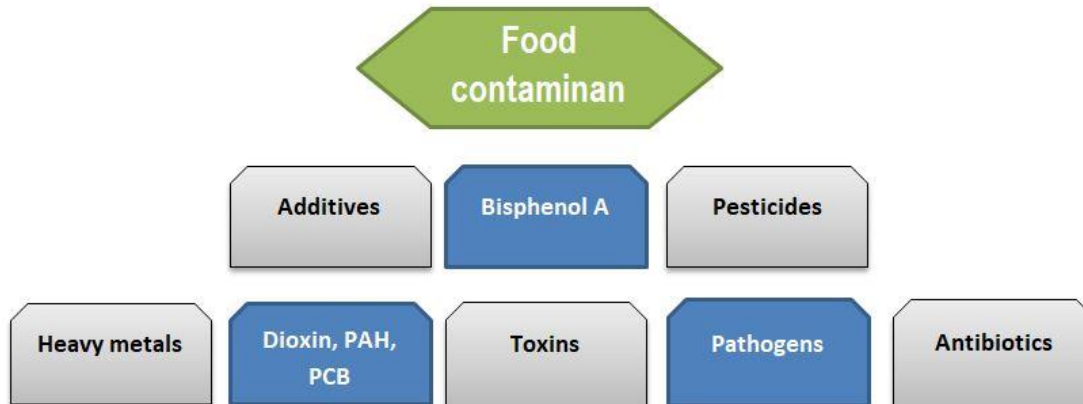 Food
contaminan
Additives
Bisphenol A
Pesticides
Heavy metals
Dioxin, PAH,
PCB
Toxins
Pathogens
Antibiotics